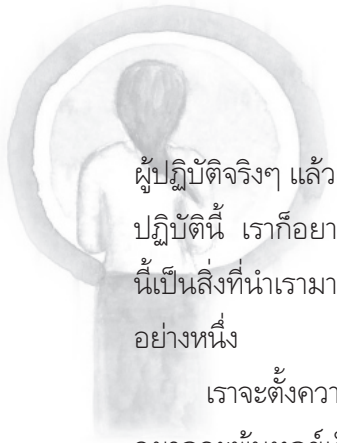 ผู้ปฏิบัติจริงๆ แล้ว
ปฏิบัตินี้ เราก็อยา
นี้เป็นสิ่งที่นำเรามา
อย่างหนึ่ง
เราจะตั้งควา